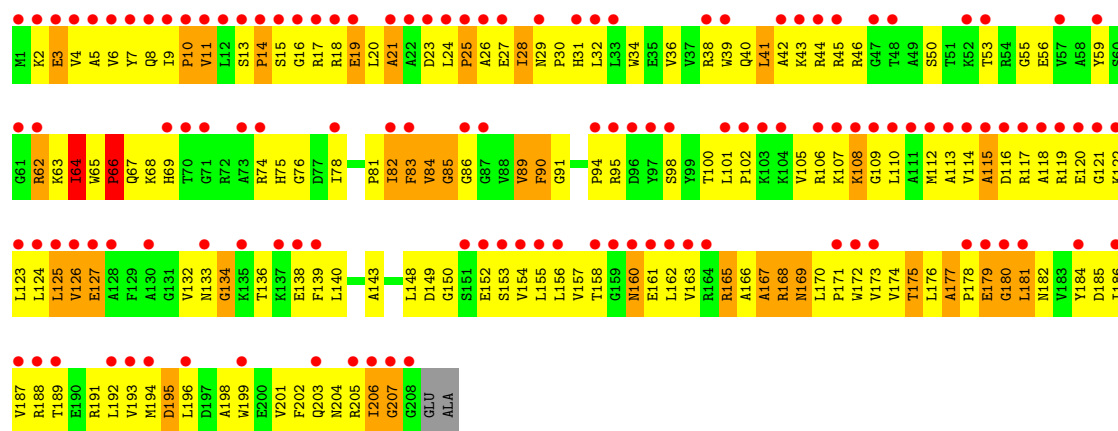 M1 K2 E3 V4 A5 V6 Y7 Q8 I9 P10 V11 L12 S13 P14 S15 G16 R17 R18 E19 L20 A21 A22 D23 L24 P25 A26 E27 I28 N29 P30 H31 L32 L33 W34 E35 V36 V37 R38 W39 Q40 L41 A42 K43 R44 R45 R46 G47 T48 A49 S50 T51 K52 T53 R54 G55 E56 V57 A58 Y59 S60
G61 R62 K63 I64 W65 P66 Q67 K68 H69 T70 G71 R72 A73 R74 H75 G76 D77 I78 P81 I82 F83 V84 G85 G86 G87 V88 V89 F90 G91 P94 R95 D96 Y97 S98 Y99 T100 L101 P102 K103 K104 V105 R106 K107 K108 G109 L110 A111 M112 A113 V114 A115 D116 R117 A118 R119 E120 G121 K122
L123 L124 L125 V126 E127 A128 F129 A130 G131 V132 N133 G134 K135 T136 K137 E138 F139 L140 A143 L148 D149 G150 S151 E152 S153 V154 L155 L156 V157 T158 G159 N160 E161 L162 V163 R164 R165 A166 A167 R168 N169 L170 P171 W172 V173 V174 T175 L176 A177 P178 E179 G180 L181 N182 V183 Y184 D185 I186
V187 R188 T189 E190 R191 L192 V193 M194 D195 L196 D197 A198 W199 E200 V201 F202 Q203 N204 R205 I206 G207 G208 GLU ALA